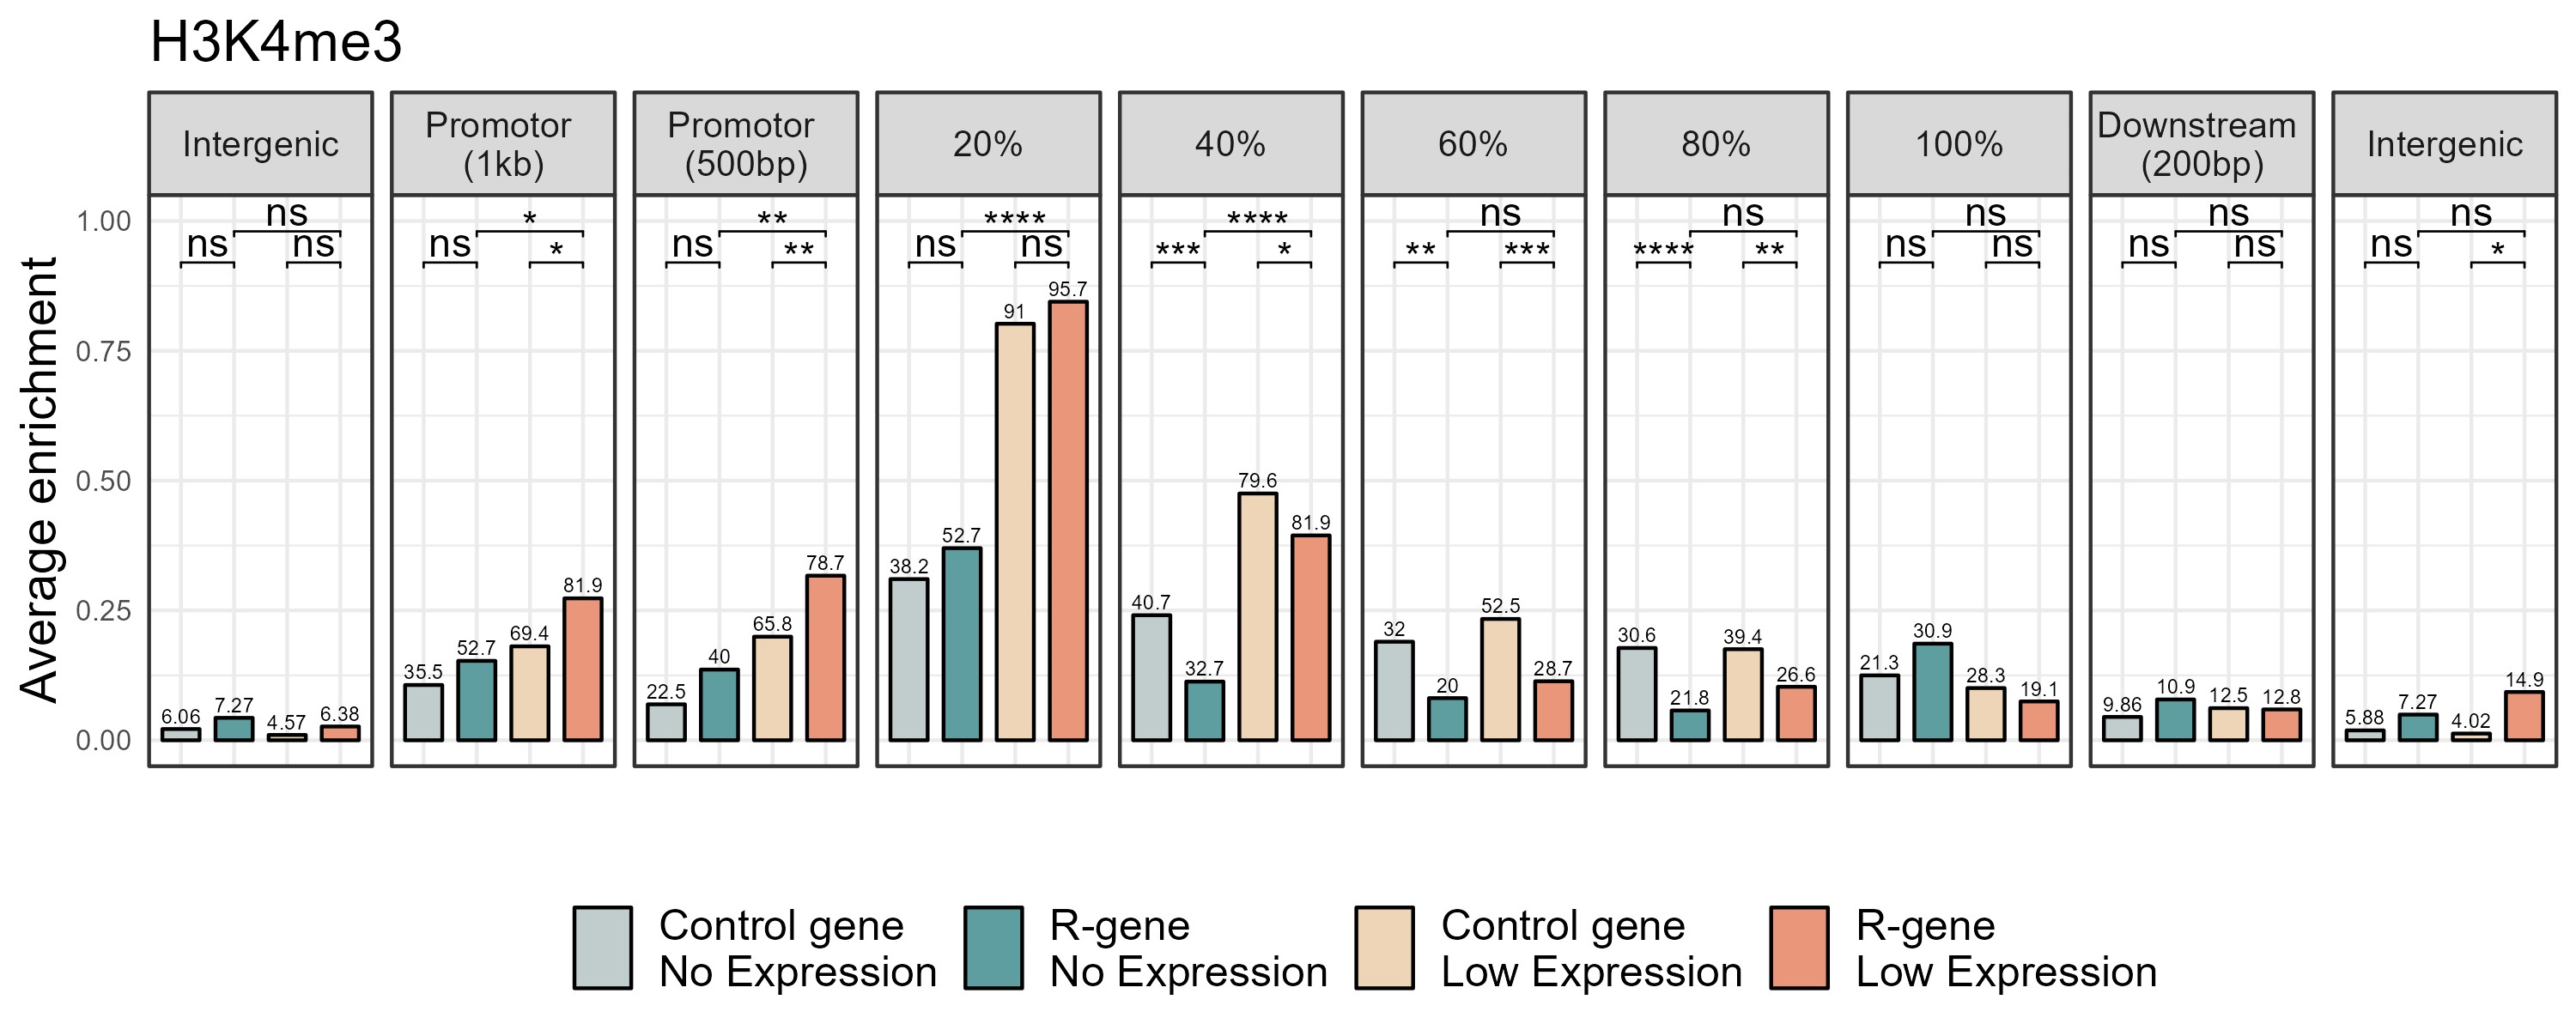 H3K4me3
Intergenic
Promotor
(1kb)
Promotor
(500bp)
20%
40%
60%
80%
100%
Downstream
(200bp)
Intergenic
Average enrichment
1.00
0.75
0.50
0.25
0.00
ns
ns
ns
6.06
7.27
4.57
6.38
*
ns
*
35.5
52.7
69.4
81.9
**
ns
**
22.5
40
65.8
78.7
****
ns
ns
38.2
52.7
91
95.7
****
***
*
40.7
32.7
79.6
81.9
ns
**
***
32
20
52.5
28.7
ns
****
**
30.6
21.8
39.4
26.6
ns
ns
ns
21.3
30.9
28.3
19.1
ns
ns
ns
9.86
10.9
12.5
12.8
ns
ns
*
5.88
7.27
4.02
14.9
Control gene
No Expression
R-gene
No Expression
Control gene
Low Expression
R-gene
Low Expression